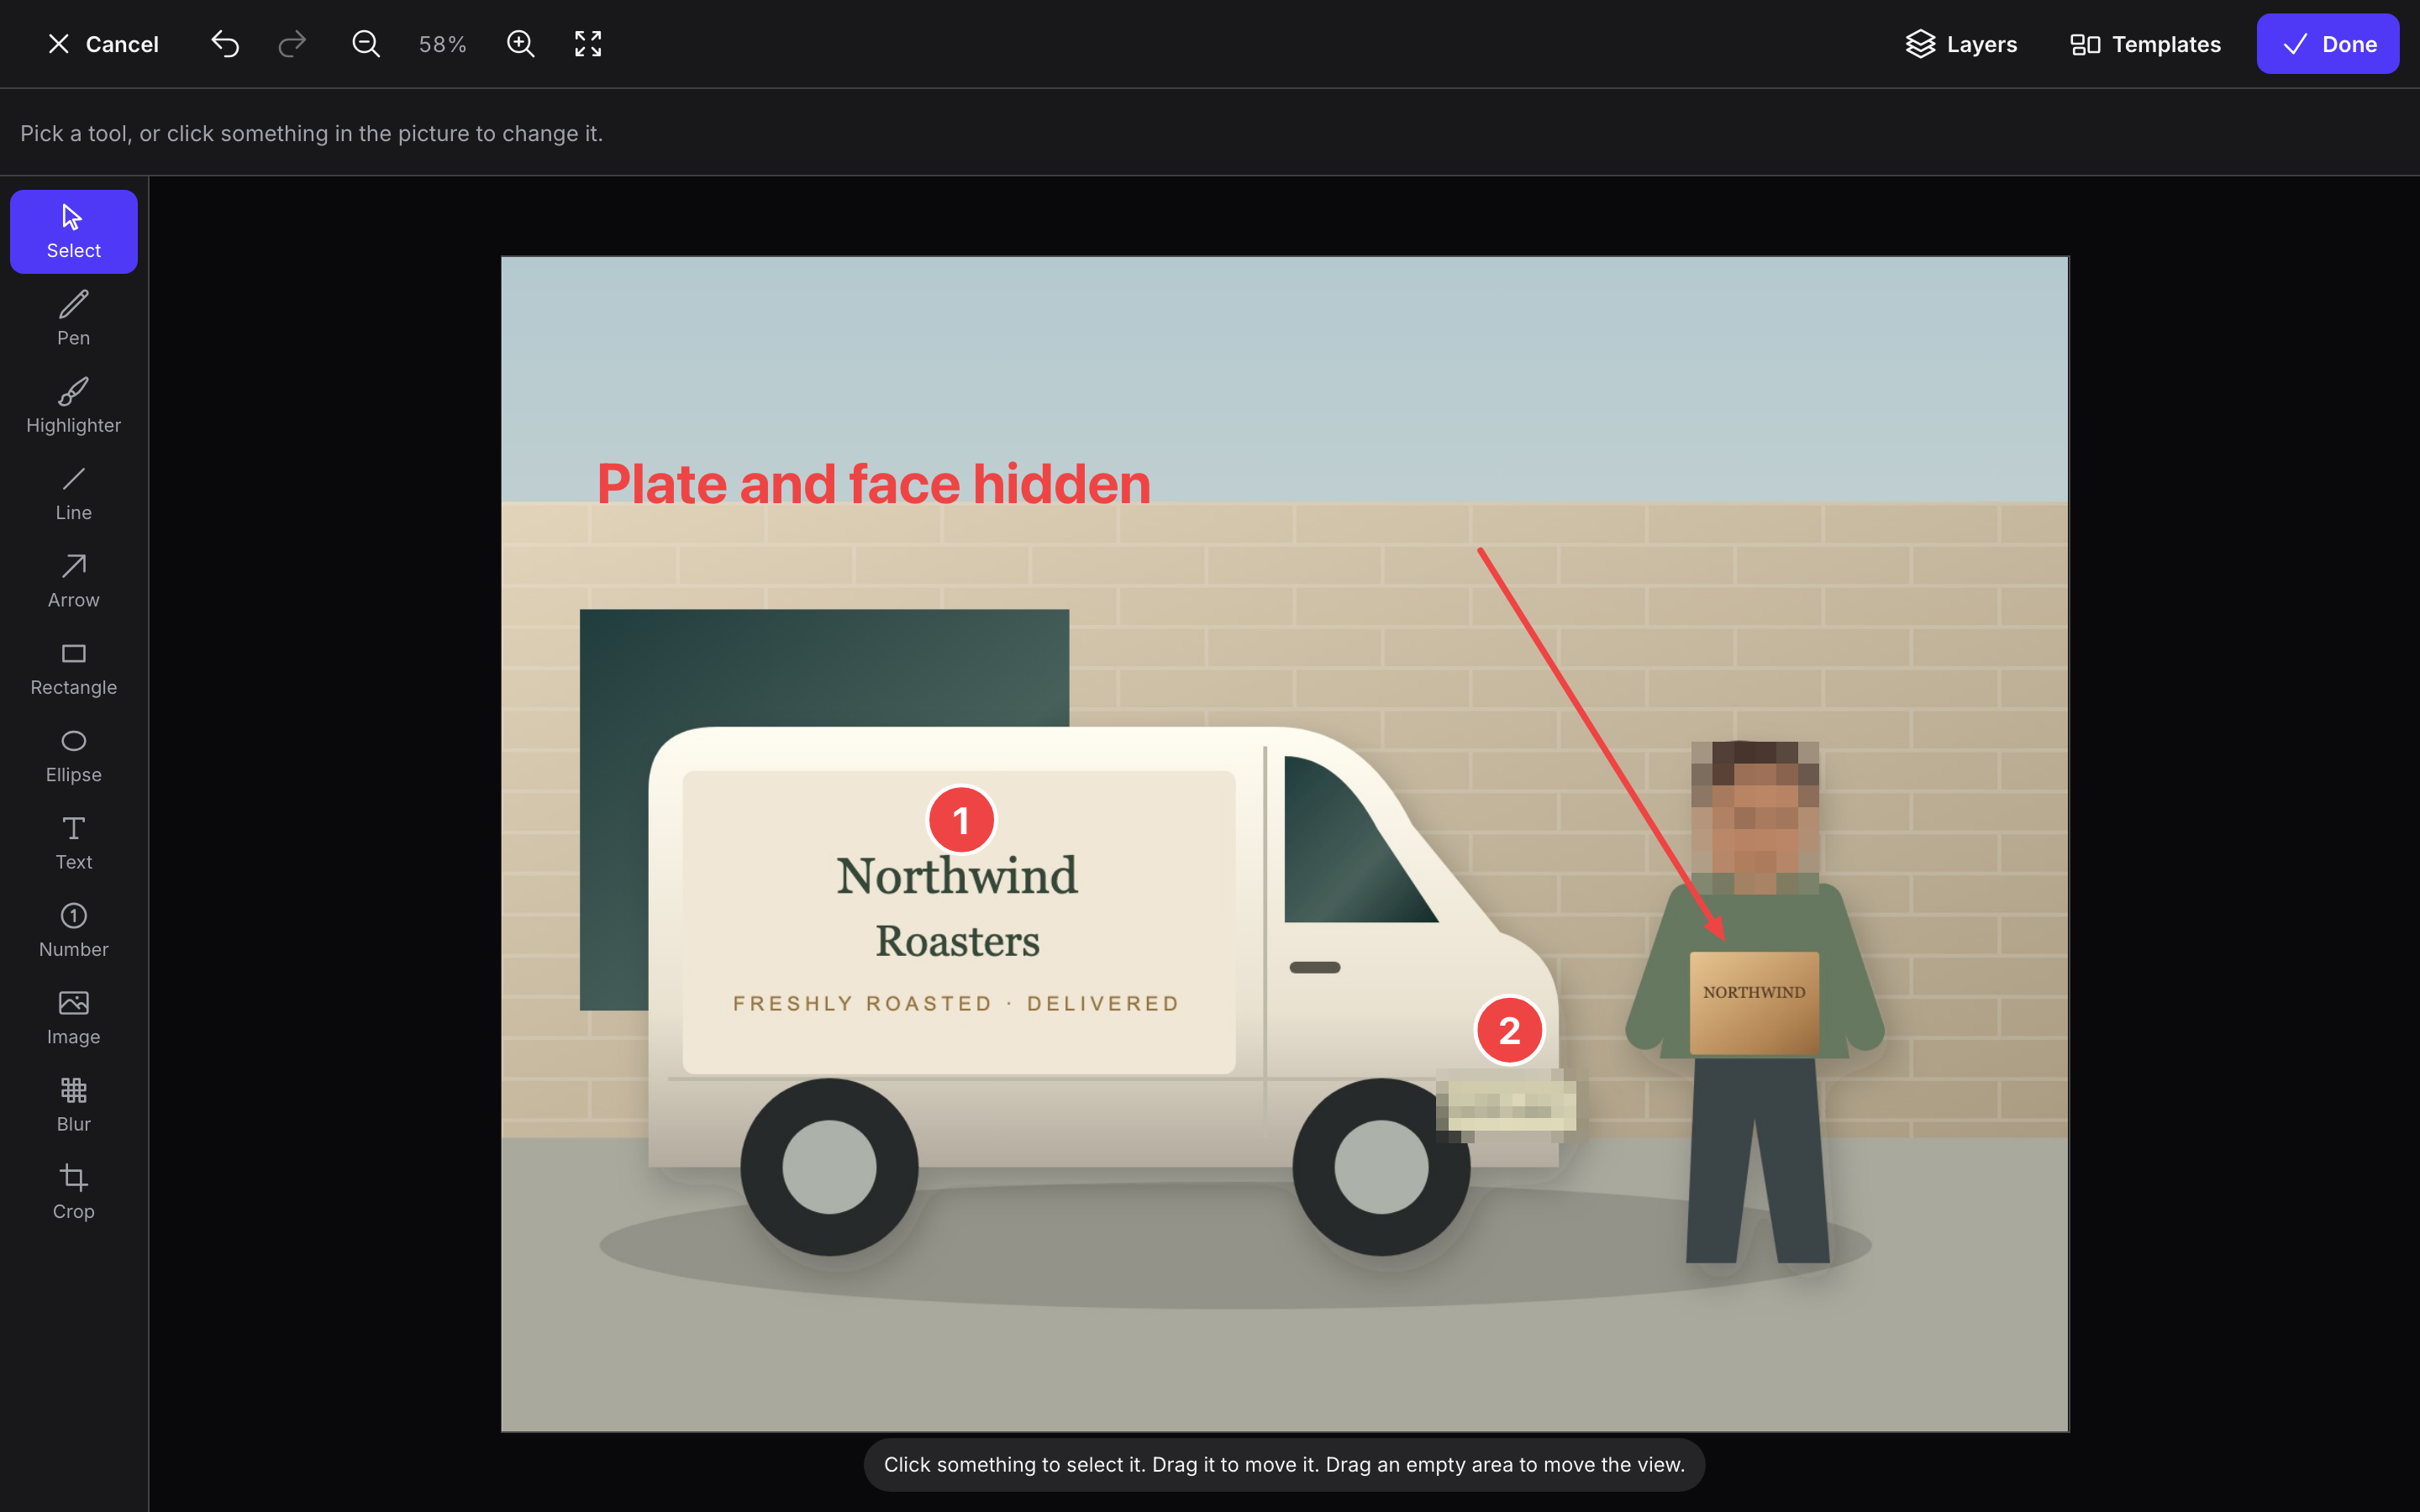 Cancel
58%
Layers
Templates
Done
Pick a tool, or click something in the picture to change it.
Select
Pen
Highlighter
Line
Arrow
Rectangle
Ellipse
Text
Number
Image
Blur
Crop
Plate and face hidden
1
Northwind
Roasters
FRESHLY ROASTED · DELIVERED
2
NORTHWIND
Click something to select it. Drag it to move it. Drag an empty area to move the view.